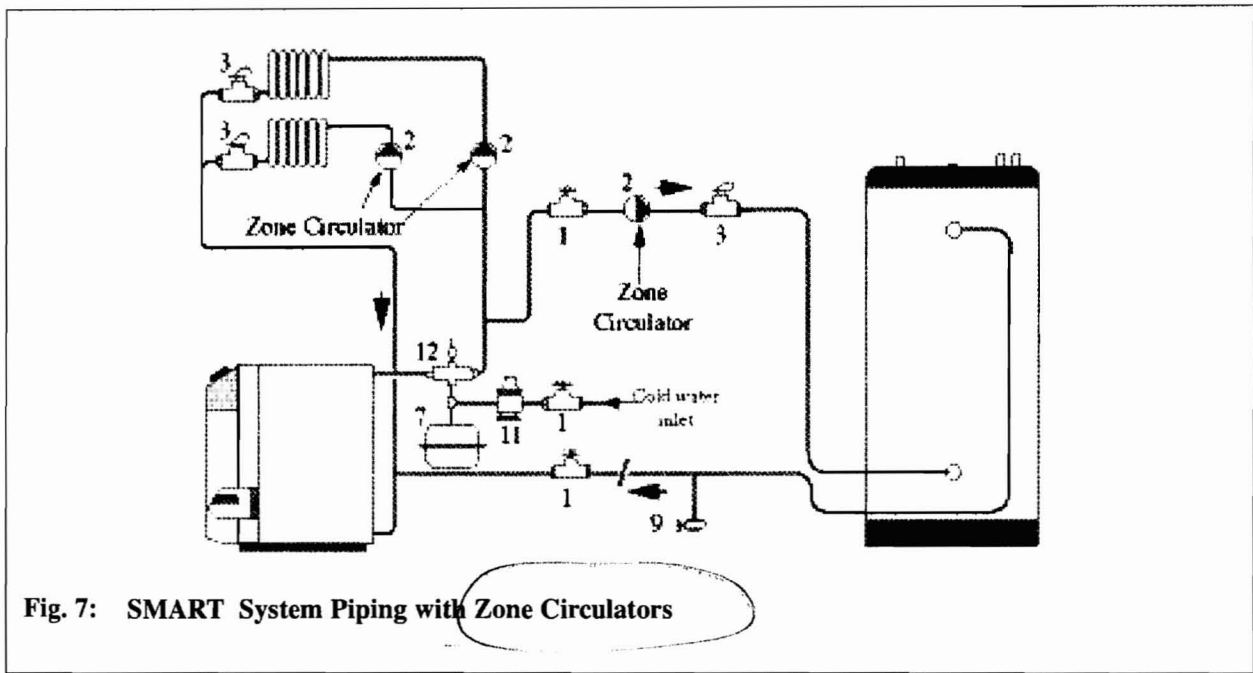 3
3
2
2
Zone Circulator
2
1
3
Zone
Circulator
12
7
11
1
Cold water
inlet
1
9
Fig. 7: SMART System Piping with Zone Circulators